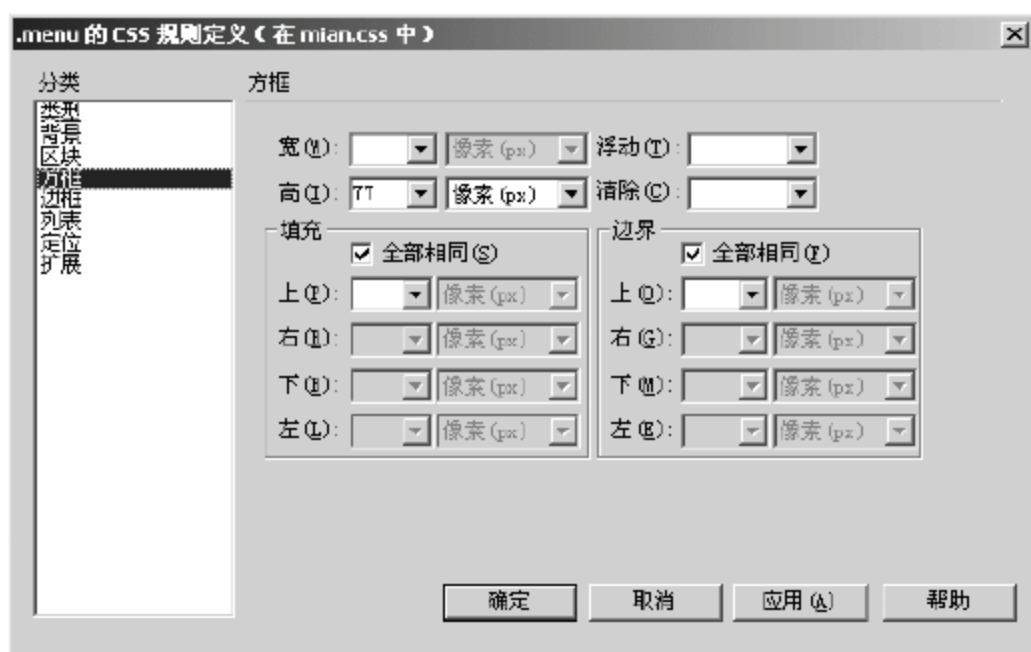 .menu 的 CSS 规则定义（在 mian.css 中）
分类
类型
背景
区块
方框
边框
列表
定位
扩展
方框
宽(W): 像素(px) 浮动(T):
高(I): 77 像素(px) 清除(C):
填充
全部相同(S)
上(P): 像素(px)
右(R): 像素(px)
下(B): 像素(px)
左(L): 像素(px)
边界
全部相同(F)
上(O): 像素(px)
右(G): 像素(px)
下(M): 像素(px)
左(E): 像素(px)
确定 取消 应用(A) 帮助